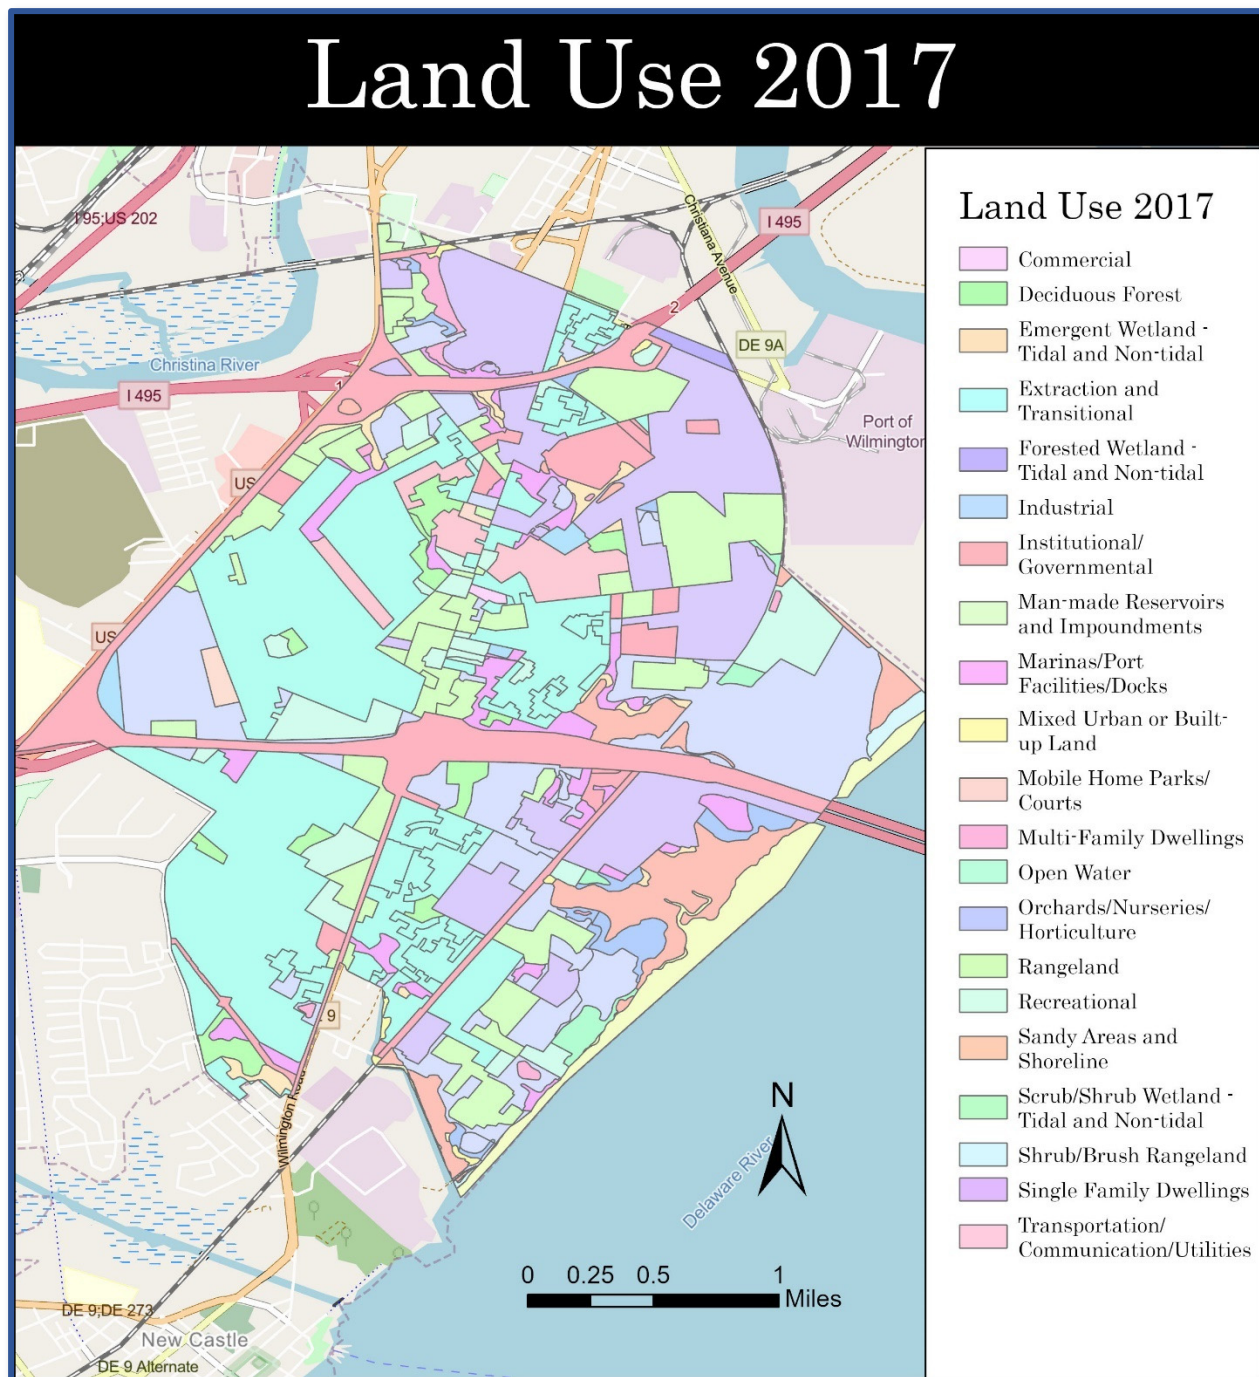 Land Use 2017
I 95;US 202
Christiana Avenue
I 495
2
DE 9A
Christina River
1
I 495
Port of
Wilmington
US
US
9
Wilmington Road
N
Delaware River
0 0.25 0.5 1
Miles
DE 9;DE 273
New Castle
DE 9 Alternate
Land Use 2017
Commercial
Deciduous Forest
Emergent Wetland -
Tidal and Non-tidal
Extraction and
Transitional
Forested Wetland -
Tidal and Non-tidal
Industrial
Institutional/
Governmental
Man-made Reservoirs
and Impoundments
Marinas/Port
Facilities/Docks
Mixed Urban or Built-
up Land
Mobile Home Parks/
Courts
Multi-Family Dwellings
Open Water
Orchards/Nurseries/
Horticulture
Rangeland
Recreational
Sandy Areas and
Shoreline
Scrub/Shrub Wetland -
Tidal and Non-tidal
Shrub/Brush Rangeland
Single Family Dwellings
Transportation/
Communication/Utilities